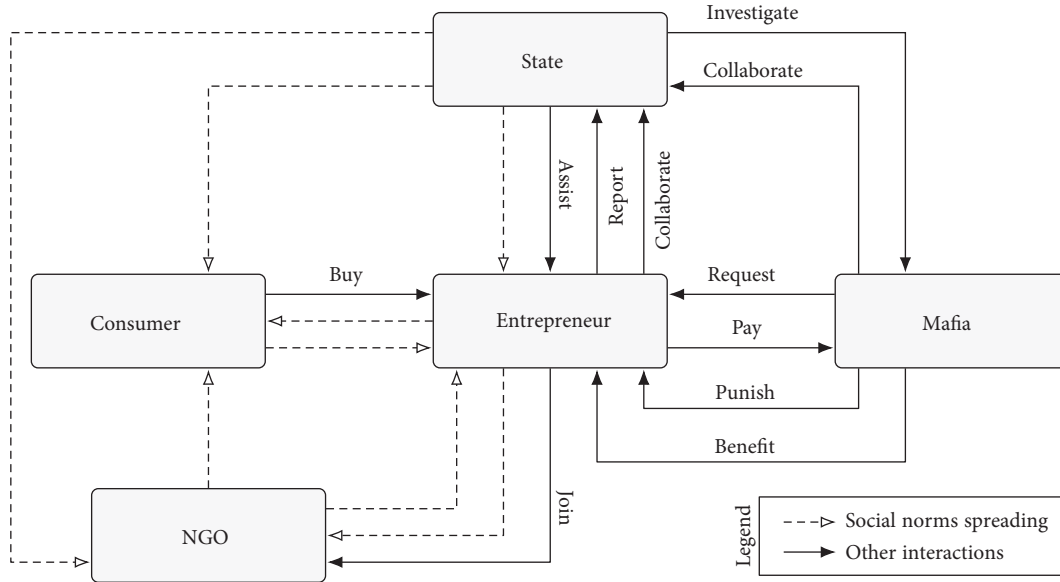 Investigate
State
Collaborate
Assist
Report
Collaborate
Buy
Request
Consumer
Entrepreneur
Mafia
Pay
Punish
Benefit
Join
NGO
Legend
Social norms spreading
Other interactions